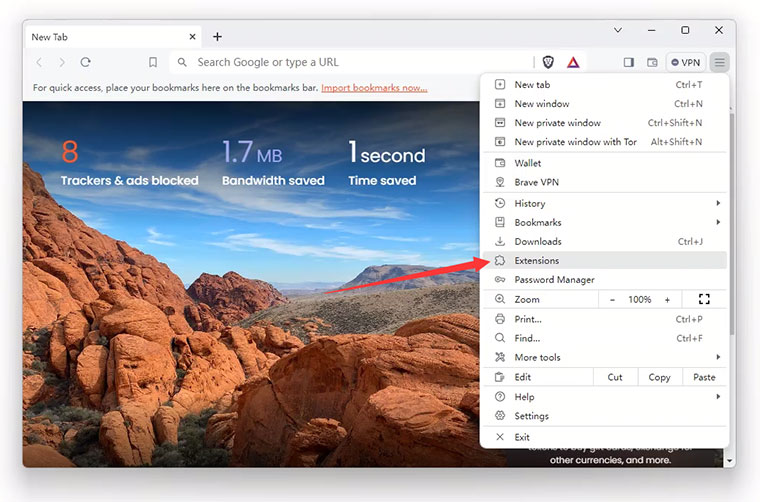 New Tab
Search Google or type a URL
VPN
For quick access, place your bookmarks here on the bookmarks bar. Import bookmarks now...
8
Trackers & ads blocked
1.7 MB
Bandwidth saved
1 second
Time saved
New tab Ctrl+T
New window Ctrl+N
New private window Ctrl+Shift+N
New private window with Tor Alt+Shift+N
Wallet
Brave VPN
History
Bookmarks
Downloads Ctrl+J
Extensions
Password Manager
Zoom − 100% +
Print... Ctrl+P
Find... Ctrl+F
More tools
Edit Cut Copy Paste
Help
Settings
Exit
other currencies, and more.